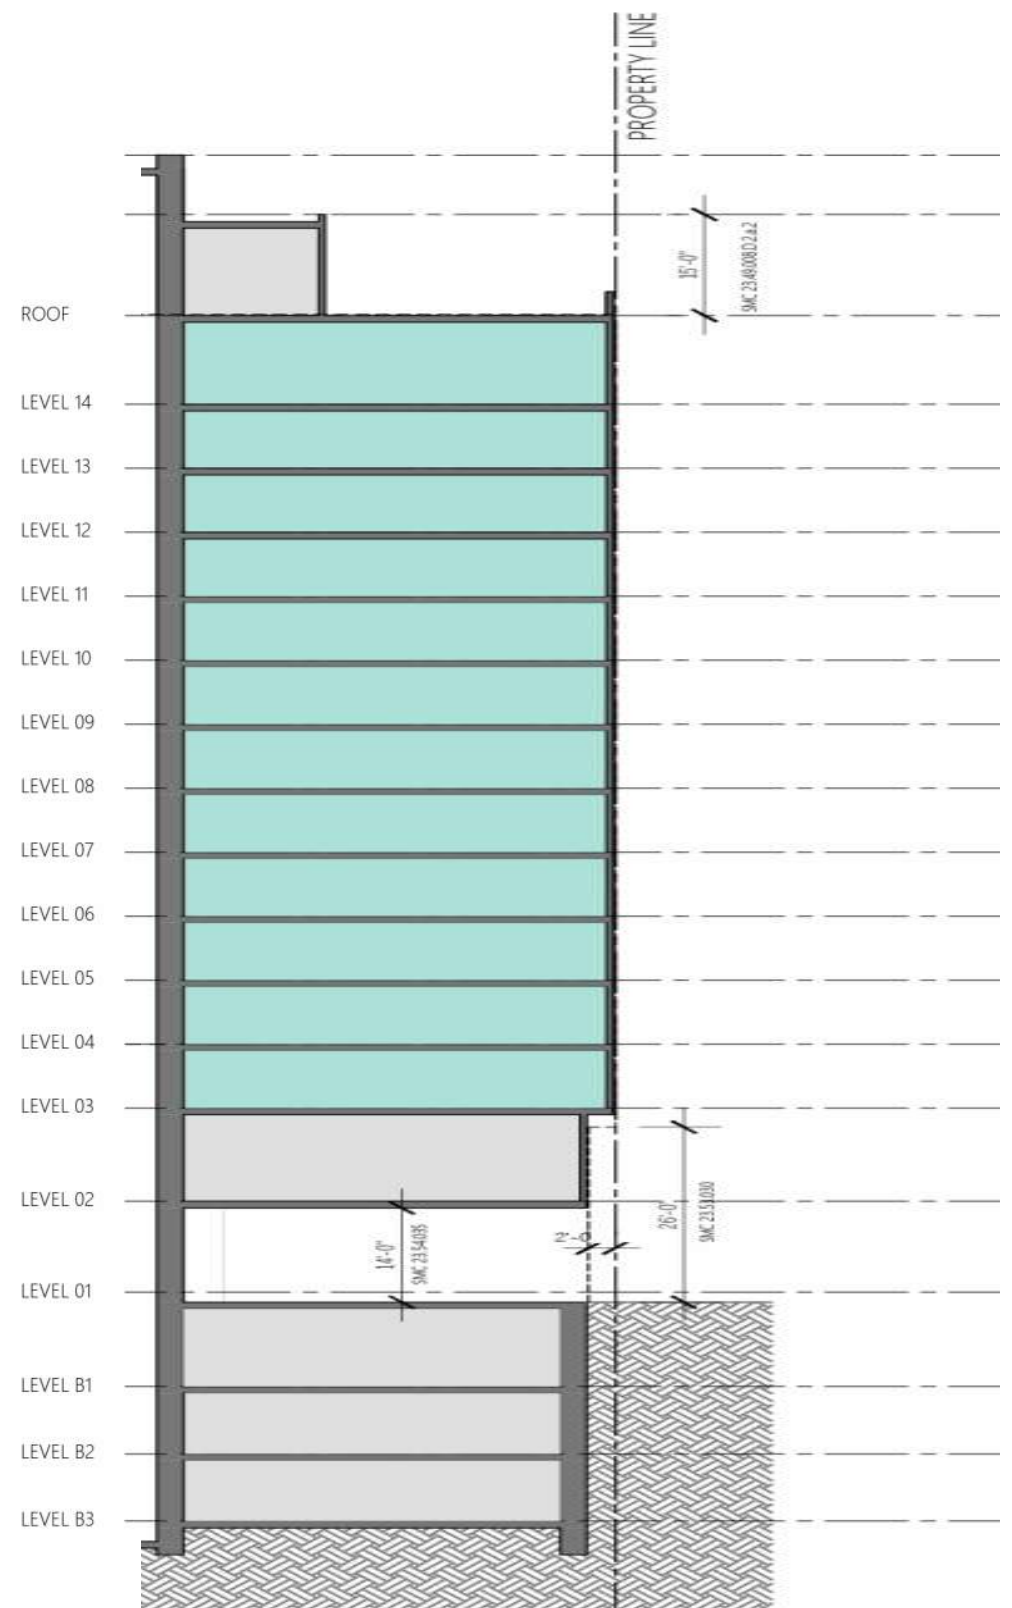 PROPERTY LINE
15'-0"
SMC 23.49.008.D.2.a.2
ROOF
LEVEL 14
LEVEL 13
LEVEL 12
LEVEL 11
LEVEL 10
LEVEL 09
LEVEL 08
LEVEL 07
LEVEL 06
LEVEL 05
LEVEL 04
LEVEL 03
LEVEL 02
14'-0"
SMC 23.54.035
2'-0"
26'-0"
SMC 23.53.030
LEVEL 01
LEVEL B1
LEVEL B2
LEVEL B3